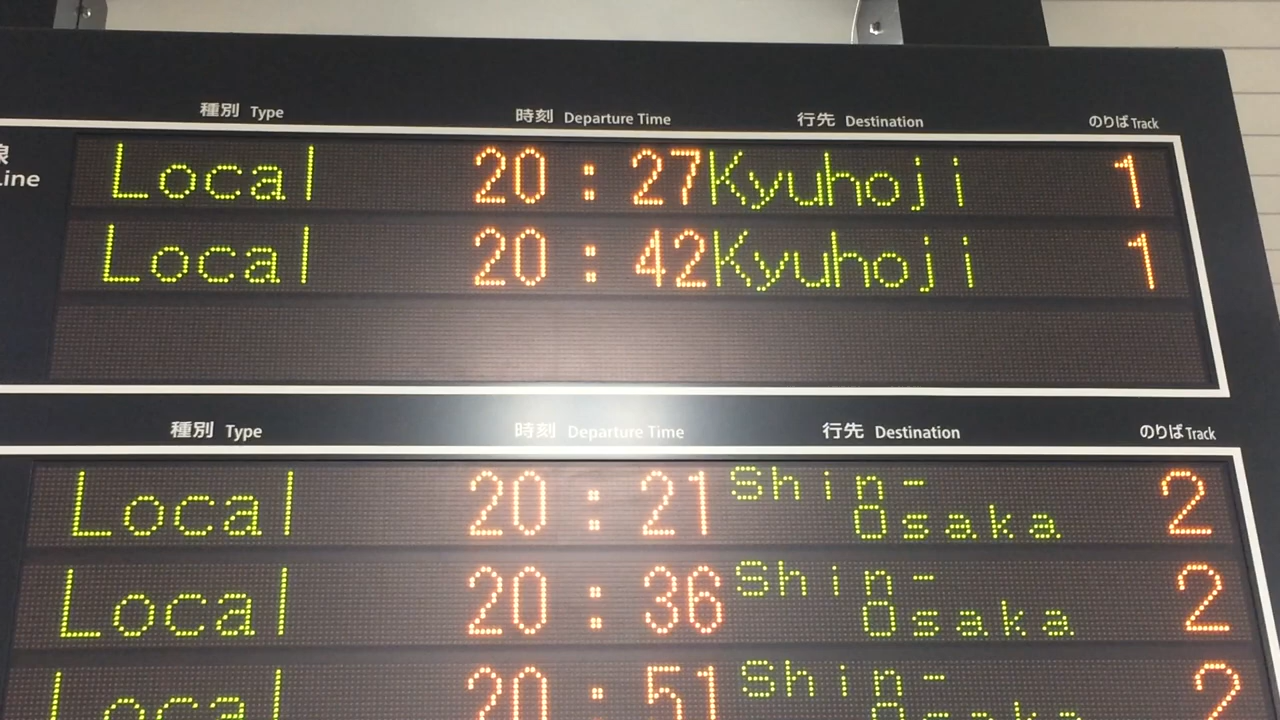 種別 Type 時刻 Departure Time 行先 Destination のりば Track
線
Line
Local 20:27 Kyuhoji 1
Local 20:42 Kyuhoji 1
種別 Type 時刻 Departure Time 行先 Destination のりば Track
Local 20:21 Shin-Osaka 2
Local 20:36 Shin-Osaka 2
Local 20:51 Shin-Osaka 2